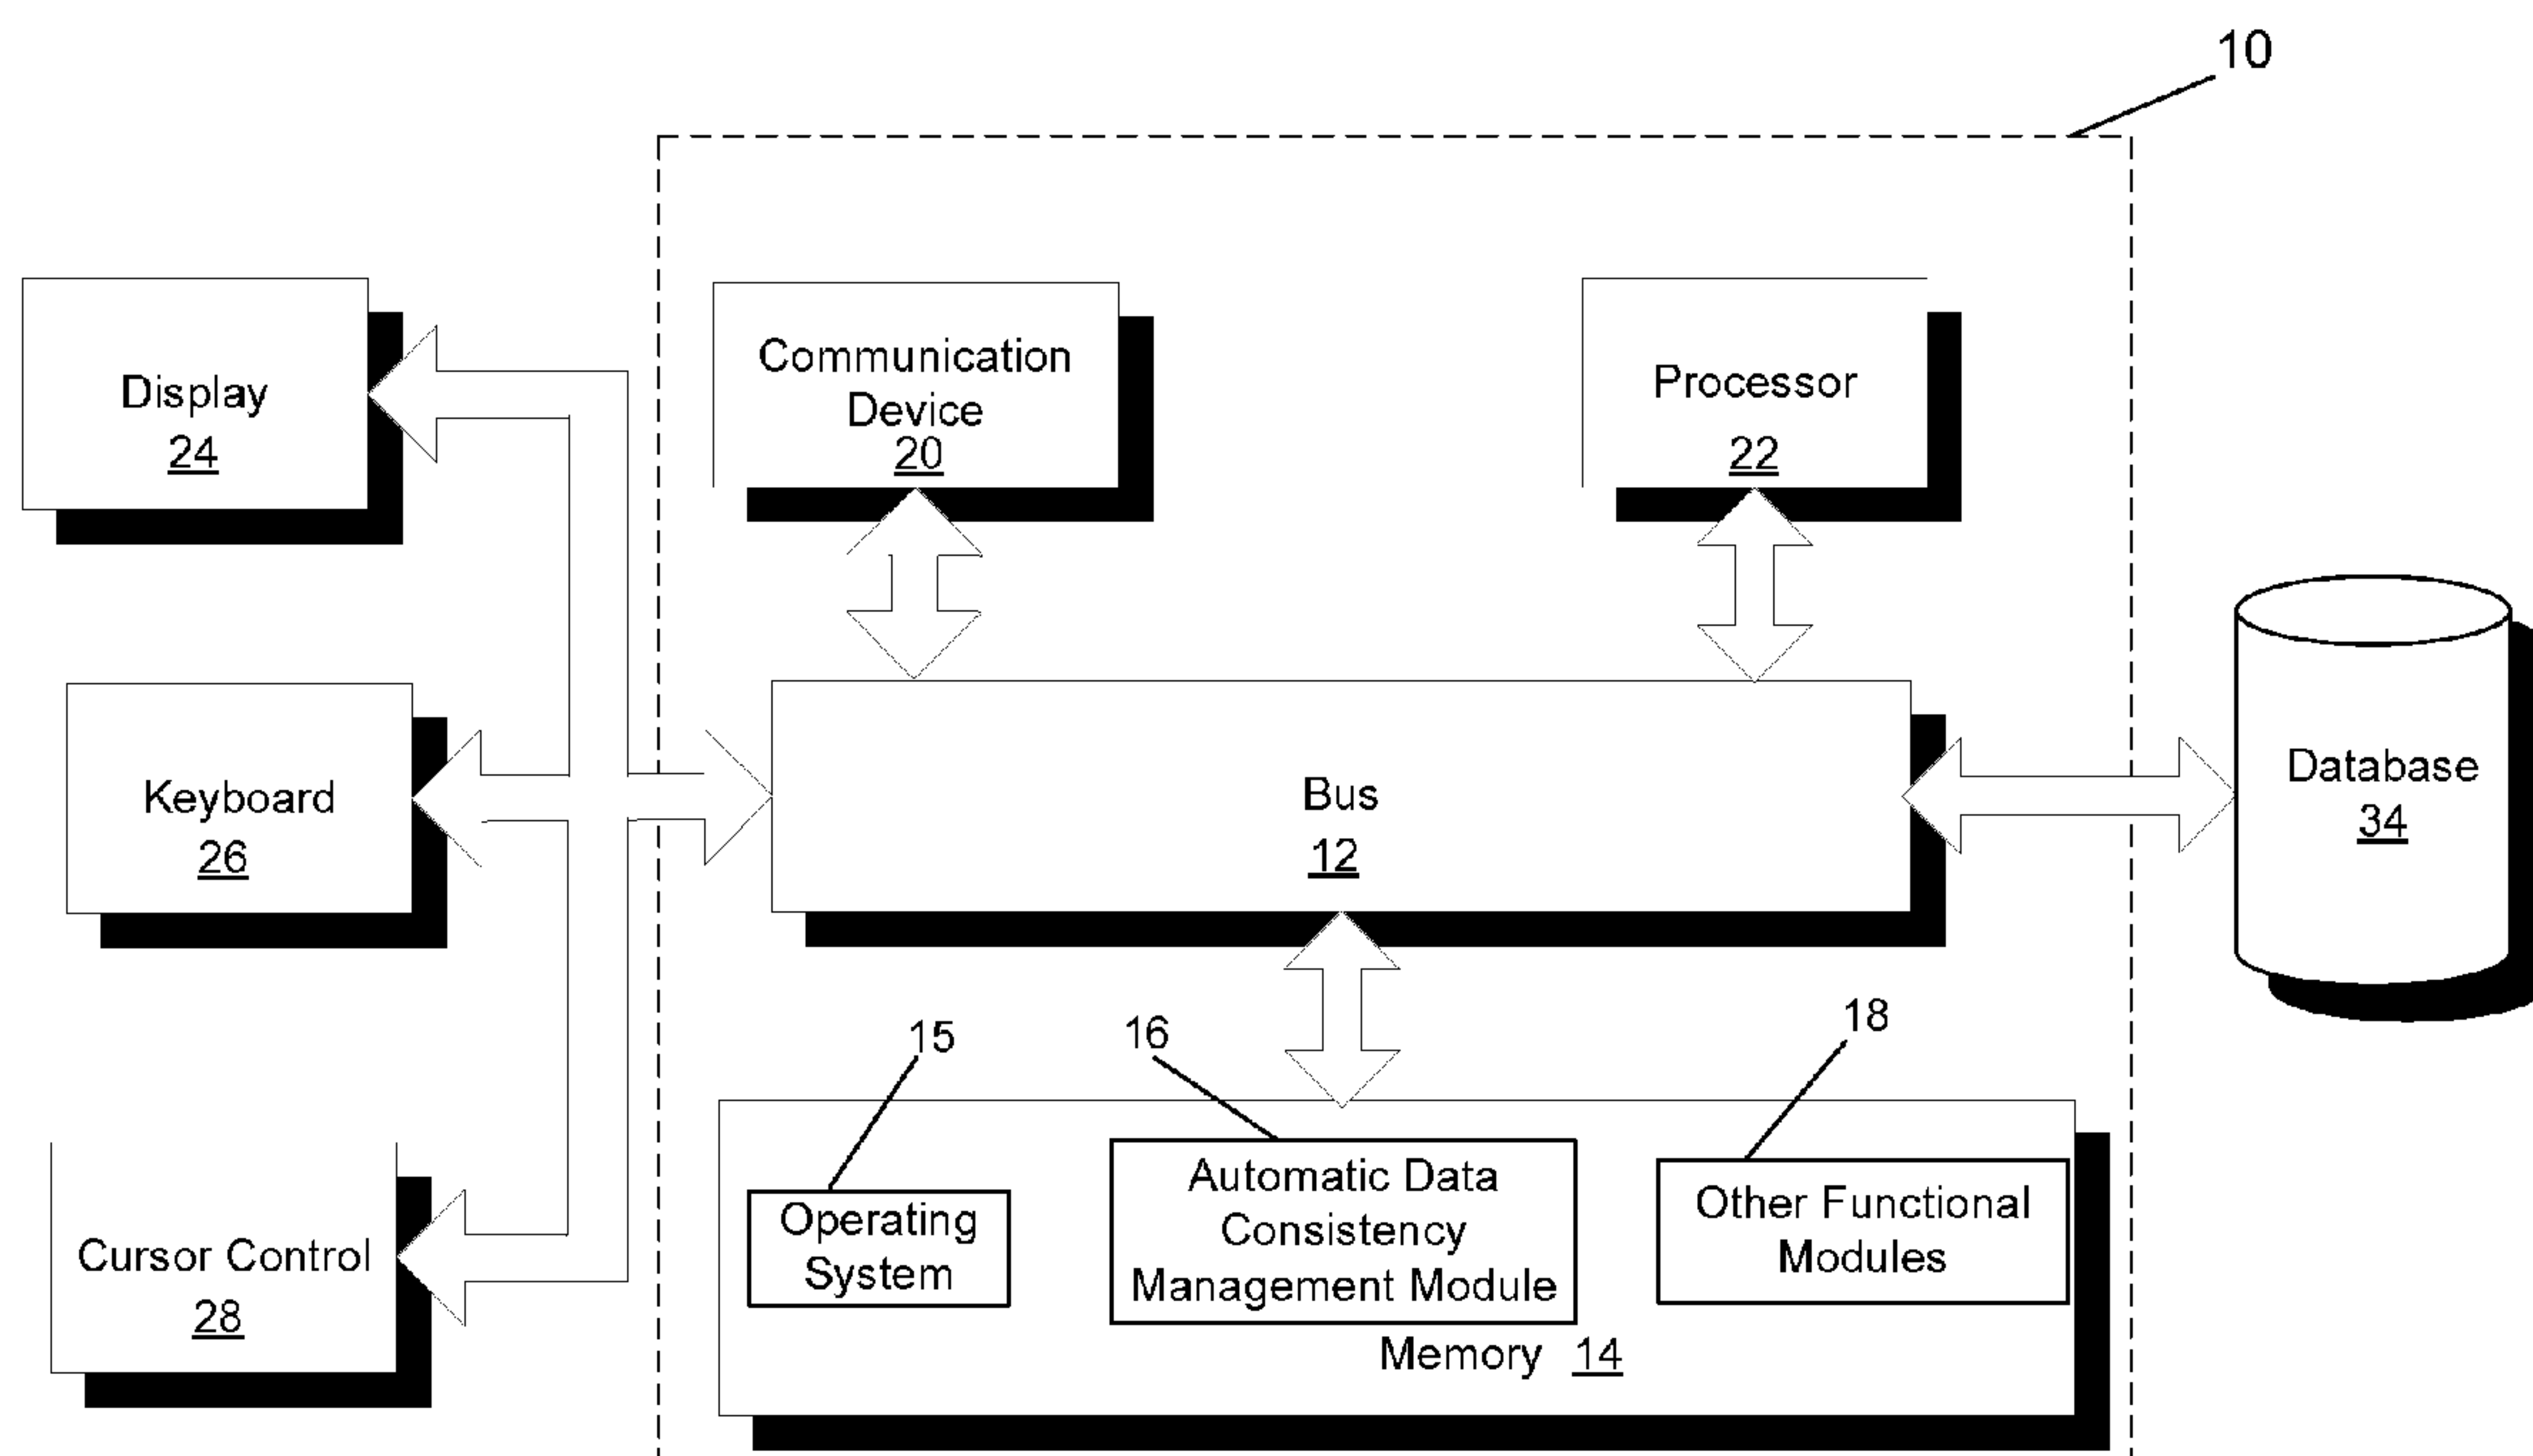 10
Display
24
Communication
Device
20
Processor
22
Keyboard
26
Bus
12
Database
34
15
16
18
Cursor Control
28
Operating
System
Automatic Data
Consistency
Management Module
Other Functional
Modules
Memory 14